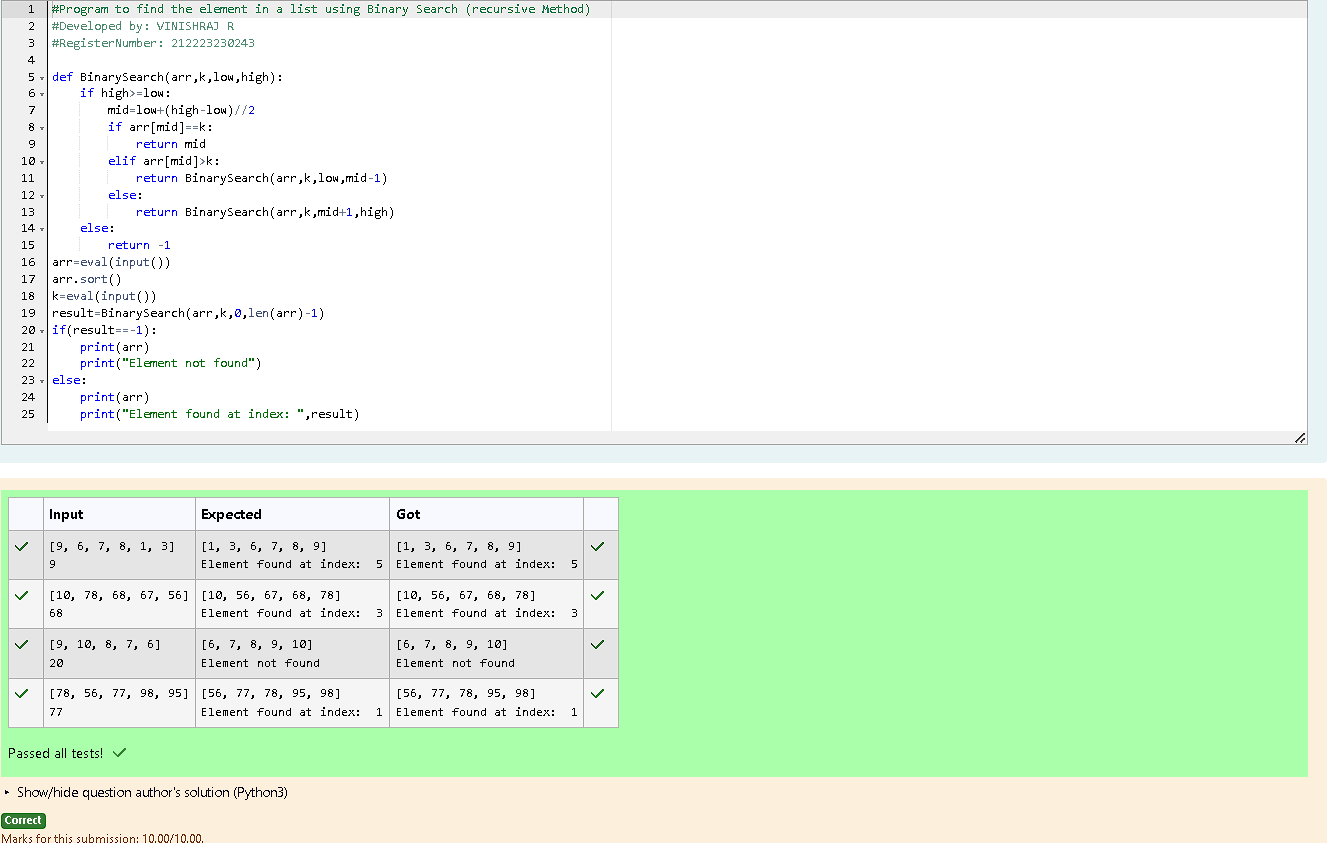 1 #Program to find the element in a list using Binary Search (recursive Method)
2 #Developed by: VINISHRAJ R
3 #RegisterNumber: 212223230243
4
5 def BinarySearch(arr,k,low,high):
6     if high>=low:
7         mid=low+(high-low)//2
8         if arr[mid]==k:
9             return mid
10         elif arr[mid]>k:
11             return BinarySearch(arr,k,low,mid-1)
12         else:
13             return BinarySearch(arr,k,mid+1,high)
14     else:
15         return -1
16 arr=eval(input())
17 arr.sort()
18 k=eval(input())
19 result=BinarySearch(arr,k,0,len(arr)-1)
20 if(result==-1):
21     print(arr)
22     print("Element not found")
23 else:
24     print(arr)
25     print("Element found at index: ",result)
Input Expected Got
[9, 6, 7, 8, 1, 3] [1, 3, 6, 7, 8, 9] [1, 3, 6, 7, 8, 9]
9 Element found at index:  5 Element found at index:  5
[10, 78, 68, 67, 56] [10, 56, 67, 68, 78] [10, 56, 67, 68, 78]
68 Element found at index:  3 Element found at index:  3
[9, 10, 8, 7, 6] [6, 7, 8, 9, 10] [6, 7, 8, 9, 10]
20 Element not found Element not found
[78, 56, 77, 98, 95] [56, 77, 78, 95, 98] [56, 77, 78, 95, 98]
77 Element found at index:  1 Element found at index:  1
Passed all tests!
Show/hide question author's solution (Python3)
Correct
Marks for this submission: 10.00/10.00.